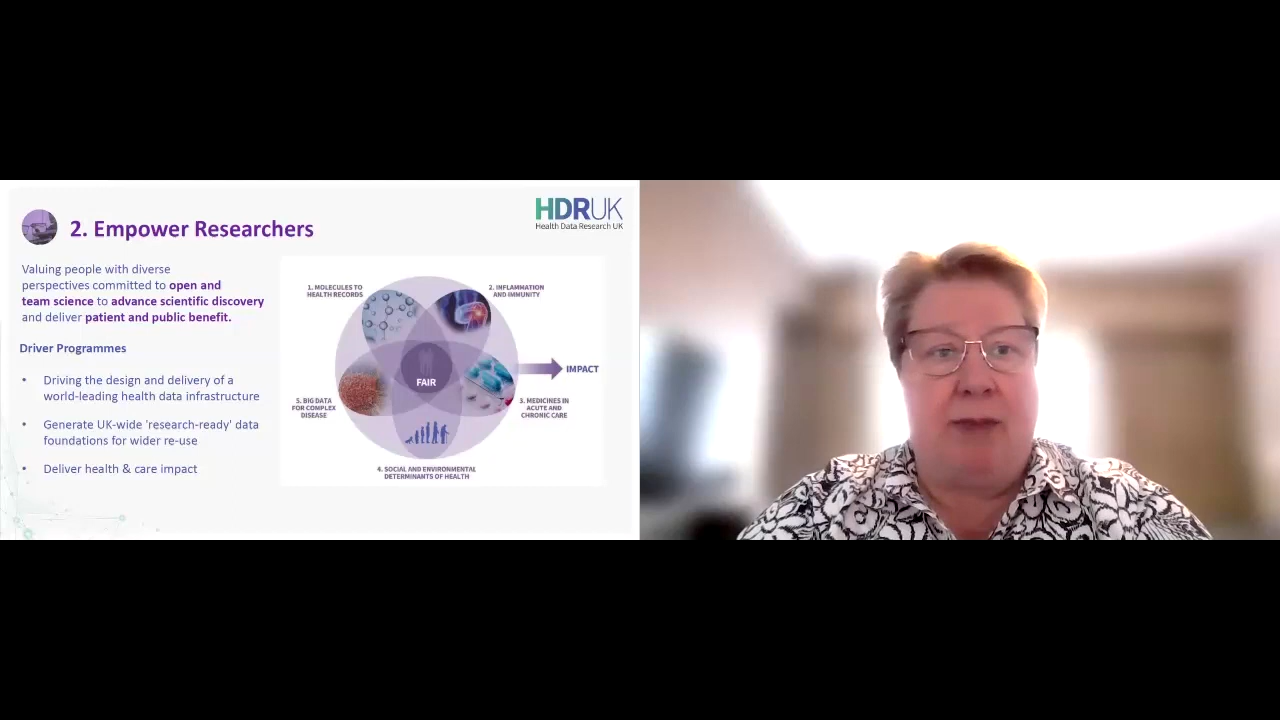 2. Empower Researchers
HDRUK
Health Data Research UK
Valuing people with diverse
perspectives committed to open and
team science to advance scientific discovery
and deliver patient and public benefit.
Driver Programmes
• Driving the design and delivery of a
world-leading health data infrastructure
• Generate UK-wide 'research-ready' data
foundations for wider re-use
• Deliver health & care impact
1. MOLECULES TO
HEALTH RECORDS
2. INFLAMMATION
AND IMMUNITY
FAIR
IMPACT
5. BIG DATA
FOR COMPLEX
DISEASE
3. MEDICINES IN
ACUTE AND
CHRONIC CARE
4. SOCIAL AND ENVIRONMENTAL
DETERMINANTS OF HEALTH